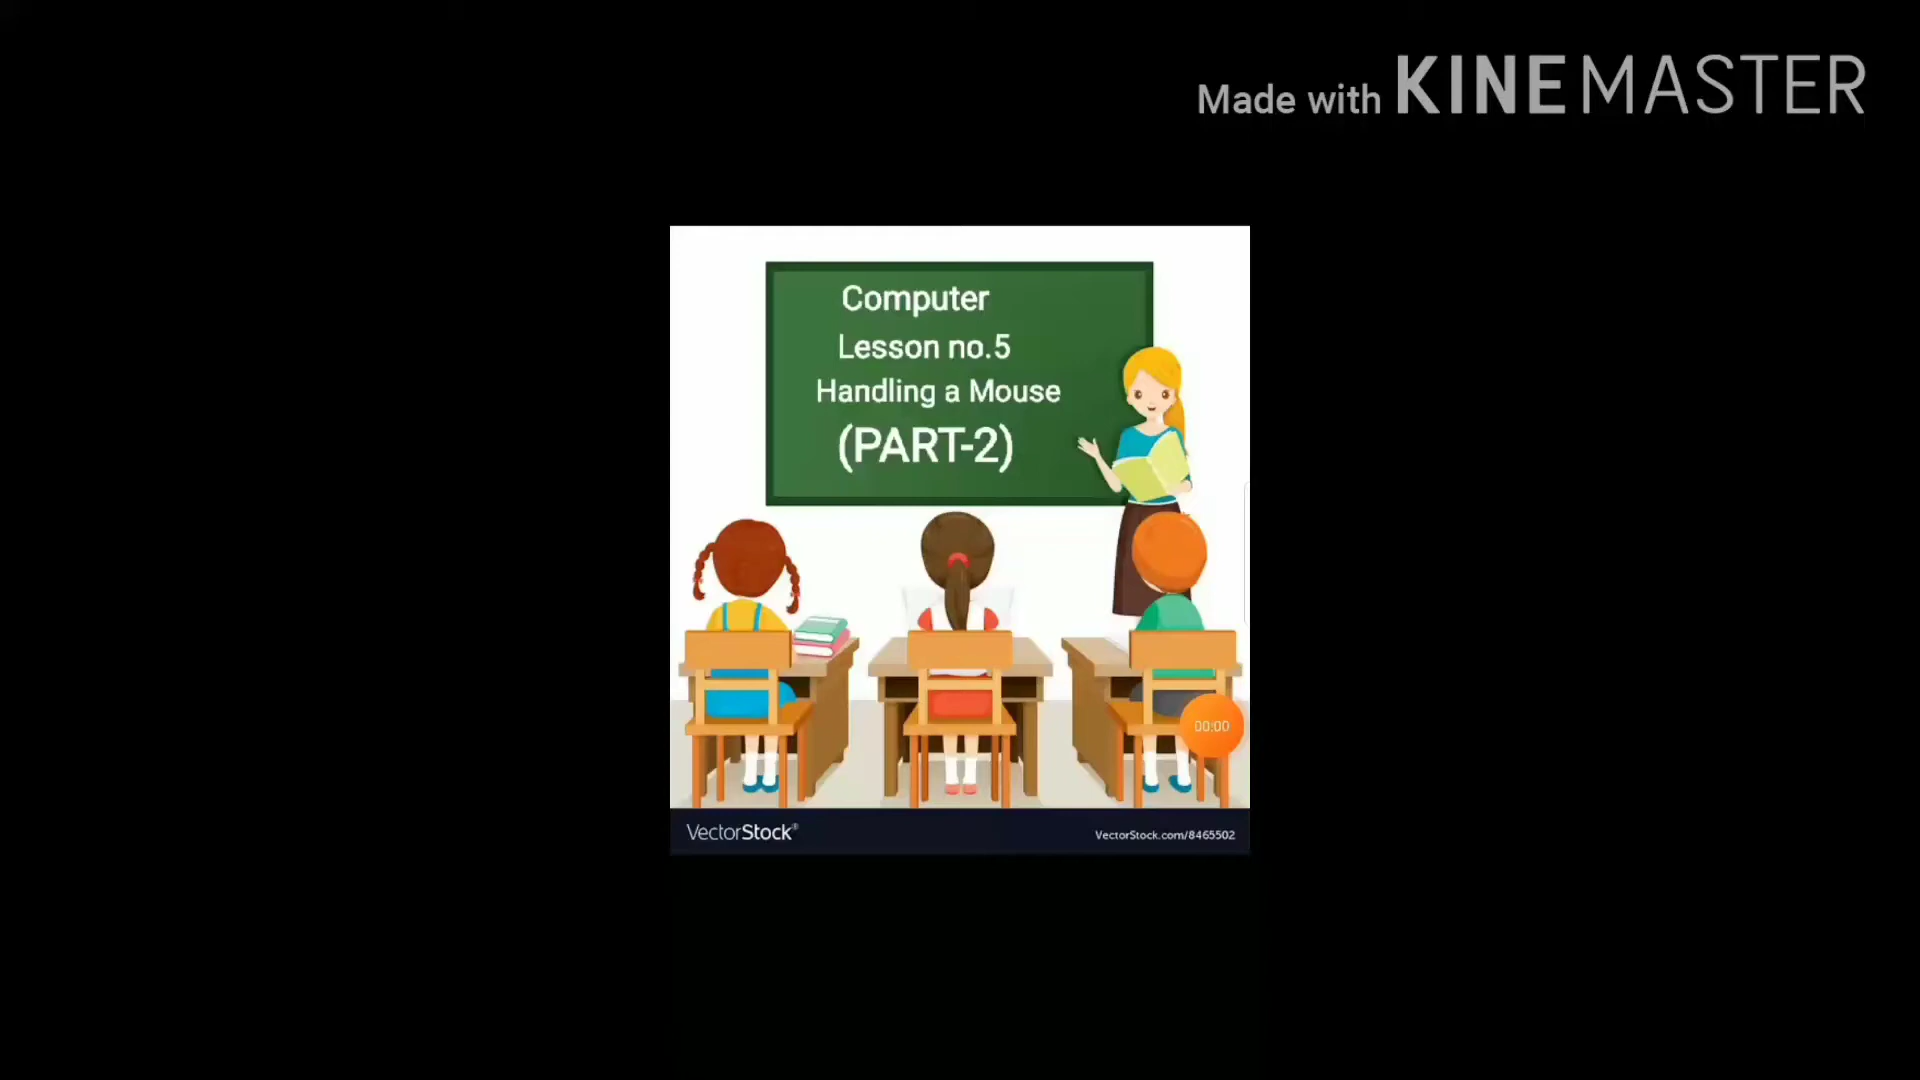 Made with KINEMASTER
Computer
Lesson no.5
Handling a Mouse
(PART-2)
00:00
VectorStock®
VectorStock.com/8465502